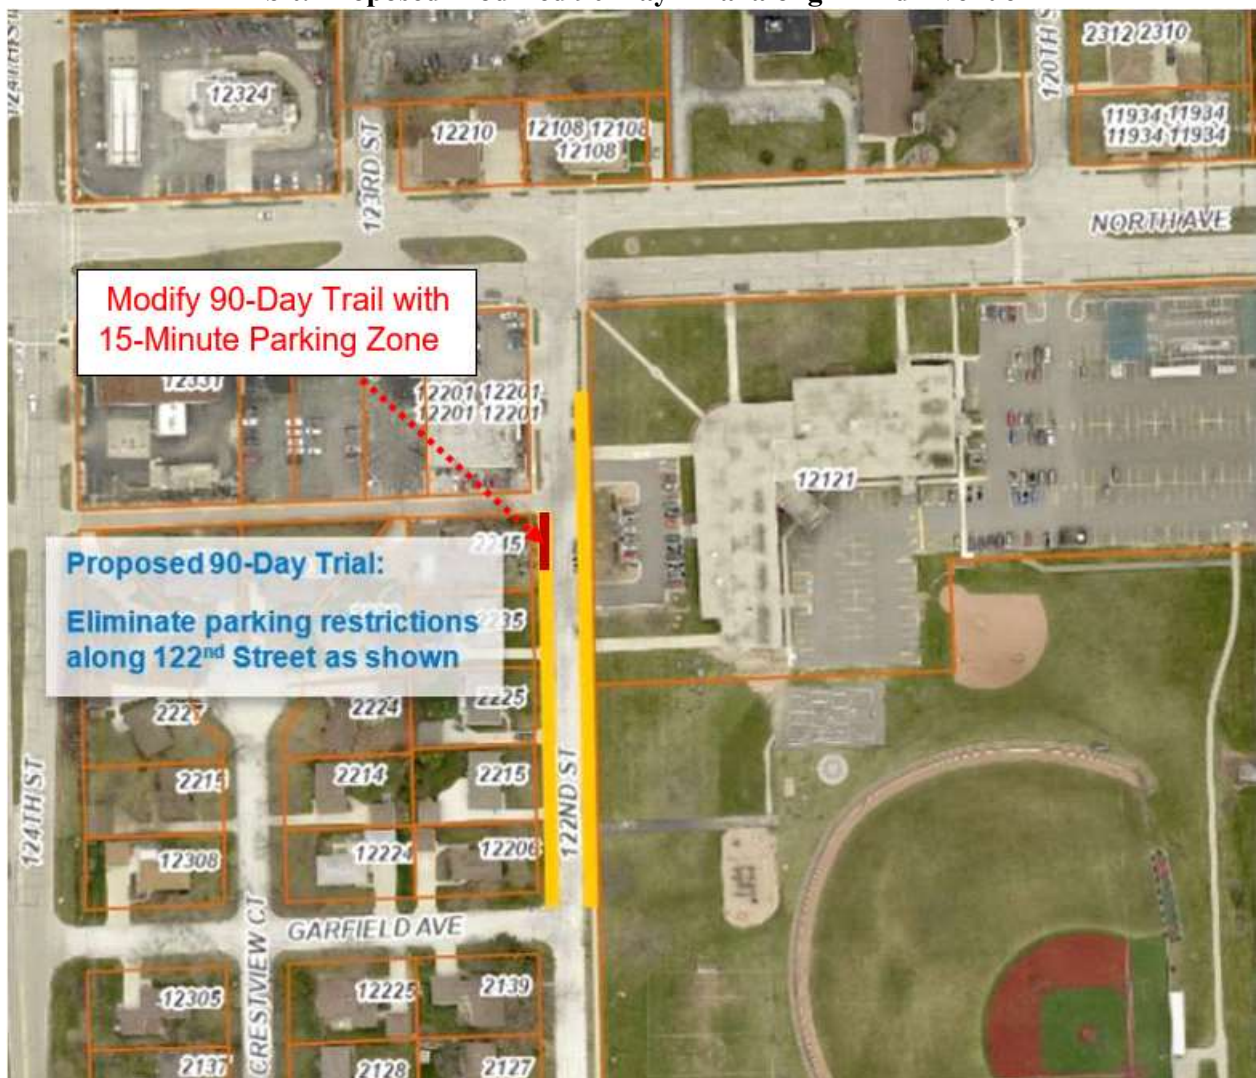 124TH ST
12324
123RD ST
12210
12108 12108
12108
120TH S
2312 2310
11934 11934
11934 11934
NORTH AVE
Modify 90-Day Trail with
15-Minute Parking Zone
12331
12201 12201
12201 12201
12121
2245
Proposed 90-Day Trial:
Eliminate parking restrictions
along 122nd Street as shown
2235
2227
2224
2225
2215
2214
2215
124TH ST
122ND ST
12308
12224
12206
CRESTVIEW CT
GARFIELD AVE
12305
12225
2139
2137
2128
2127